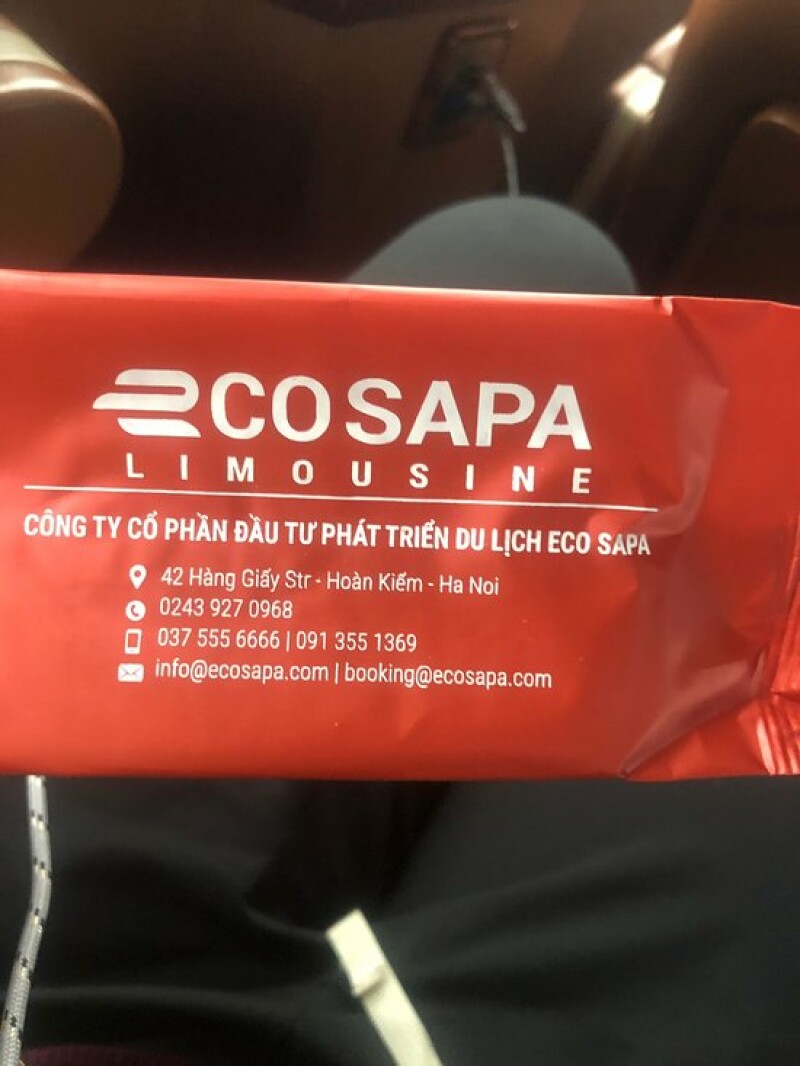 ECOSAPA
LIMOUSINE
CÔNG TY CỔ PHẦN ĐẦU TƯ PHÁT TRIỂN DU LỊCH ECO SAPA
42 Hàng Giấy Str - Hoàn Kiếm - Ha Noi
0243 927 0968
037 555 6666 | 091 355 1369
info@ecosapa.com | booking@ecosapa.com